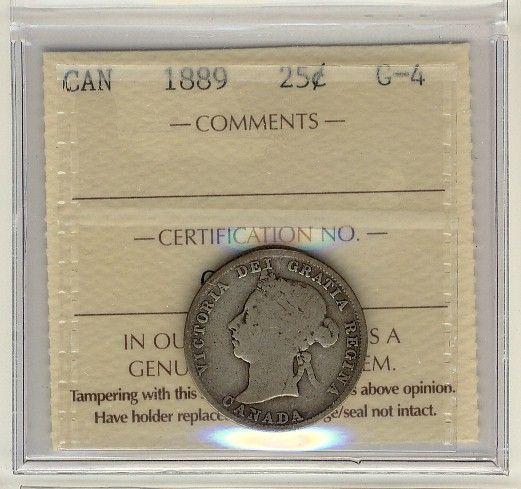 CAN 1889 25¢ G-4
— COMMENTS —
— CERTIFICATION NO. —
IN OU S A
GENU EM.
Tampering with this s above opinion.
Have holder replac ge/seal not intact.
VICTORIA DEI GRATIA REGINA
CANADA